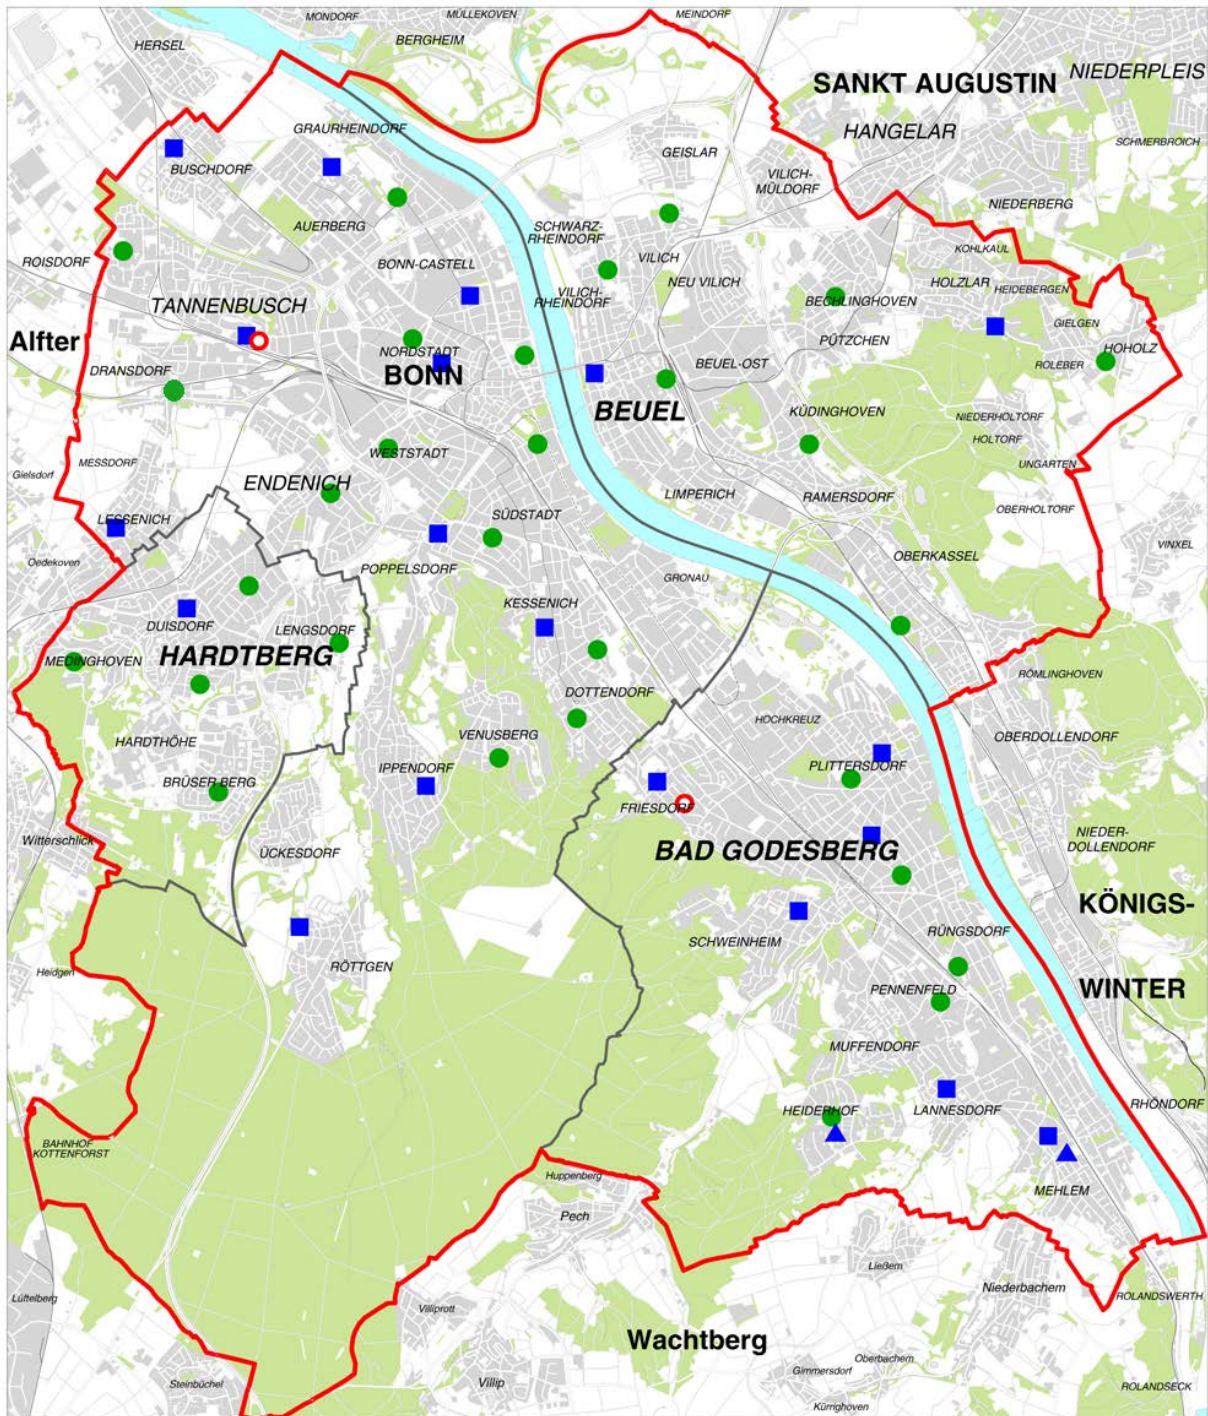 MONDORF
MÜLLEKOVEN
MEINDORF
HERSEL
BERGHEIM
SANKT AUGUSTIN
NIEDERPLEIS
GRAURHEINDORF
HANGELAR
SCHMERBROICH
GEISLAR
BUSCHDORF
VILICH-
MÜLDORF
NIEDERBERG
AUERBERG
SCHWARZ-
RHEINDORF
KOHLKAUL
ROISDORF
BONN-CASTELL
VILICH
NEU VILICH
HOLZLAR
HEIDEBERGEN
TANNENBUSCH
VILICH-
RHEINDORF
BECHLINGHOVEN
GIELGEN
Alfter
NORDSTADT
PÜTZCHEN
HOHOLZ
DRANSDORF
BONN
BEUEL-OST
ROLEBER
BEUEL
KÜDINGHOVEN
NIEDERHOLTORF
HOLTORF
WESTSTADT
MESSDORF
UNGARTEN
Gielsdorf
ENDENICH
LIMPERICH
RAMERSDORF
OBERHOLTORF
LESSENICH
SÜDSTADT
VINXEL
Oedekoven
POPPELSDORF
OBERKASSEL
GRONAU
KESSENICH
DUISDORF
LENGSDORF
MEDINGHOVEN
HARDTBERG
RÖMLINGHOVEN
DOTTENDORF
HOCHKREUZ
HARDTHÖHE
VENUSBERG
OBERDOLLENDORF
IPPENDORF
PLITTERSDORF
BRÜSER BERG
FRIESDORF
Witterschlick
NIEDER-
DOLLENDORF
ÜCKESDORF
BAD GODESBERG
KÖNIGS-
WINTER
RÜNGSDORF
SCHWEINHEIM
RÖTTGEN
Heidgen
PENNENFELD
MUFFENDORF
RHÖNDORF
HEIDERHOF
LANNESDORF
BAHNHOF
KOTTENFORST
Huppenberg
MEHLEM
Pech
Ließem
Niederbachem
Lüftelberg
Villiprott
ROLANDSWERTH
Wachtberg
Oberbachem
Gimmersdorf
Steinbüchel
Villip
ROLANDSECK
Kürrighoven